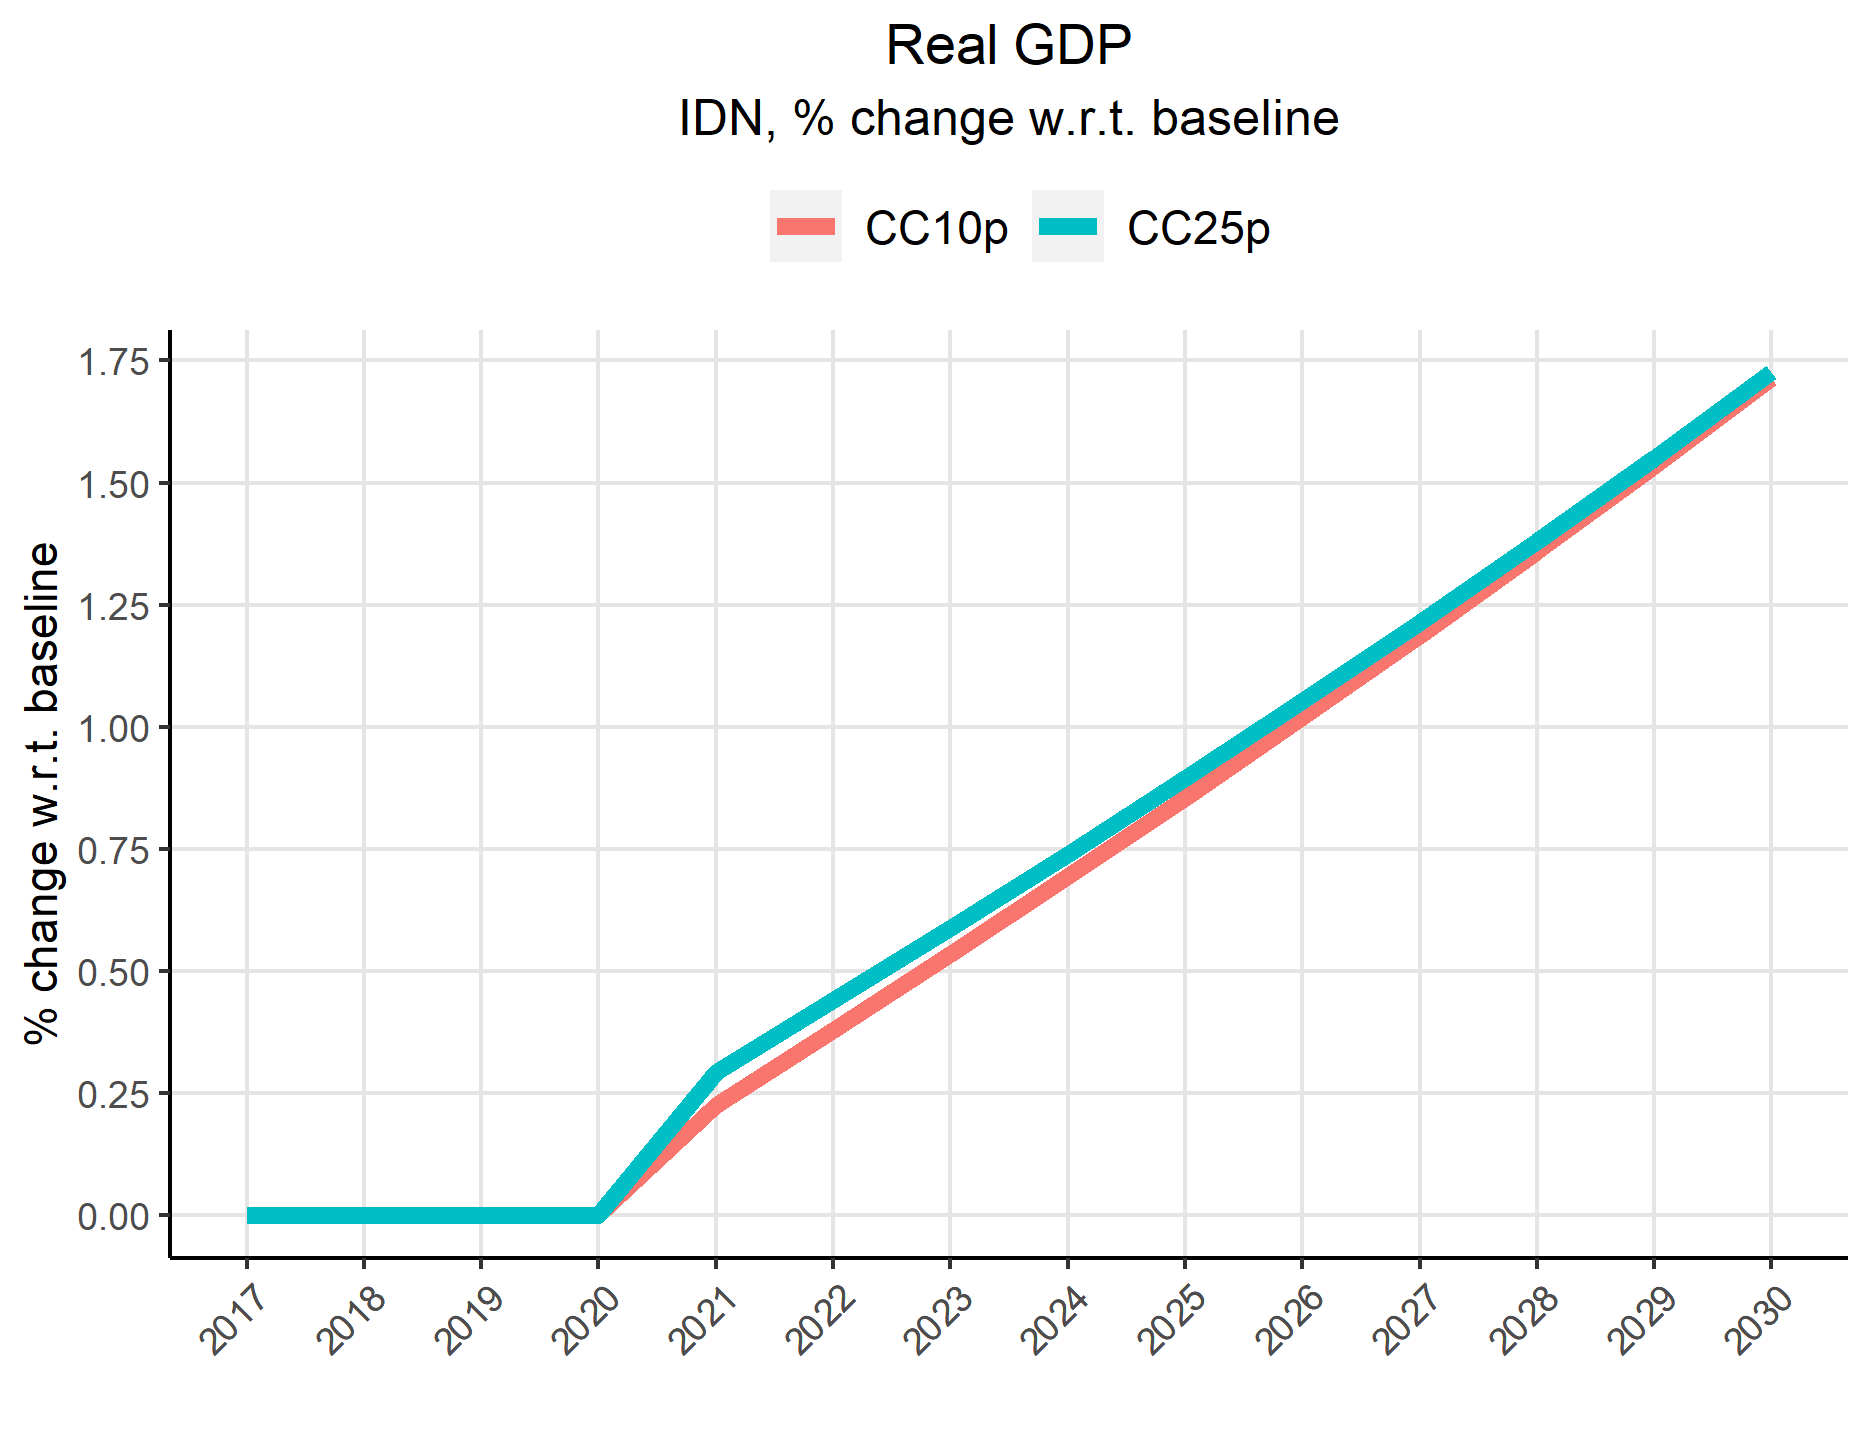 Real GDP
IDN, % change w.r.t. baseline
CC10p CC25p
% change w.r.t. baseline
1.75
1.50
1.25
1.00
0.75
0.50
0.25
0.00
2017 2018 2019 2020 2021 2022 2023 2024 2025 2026 2027 2028 2029 2030